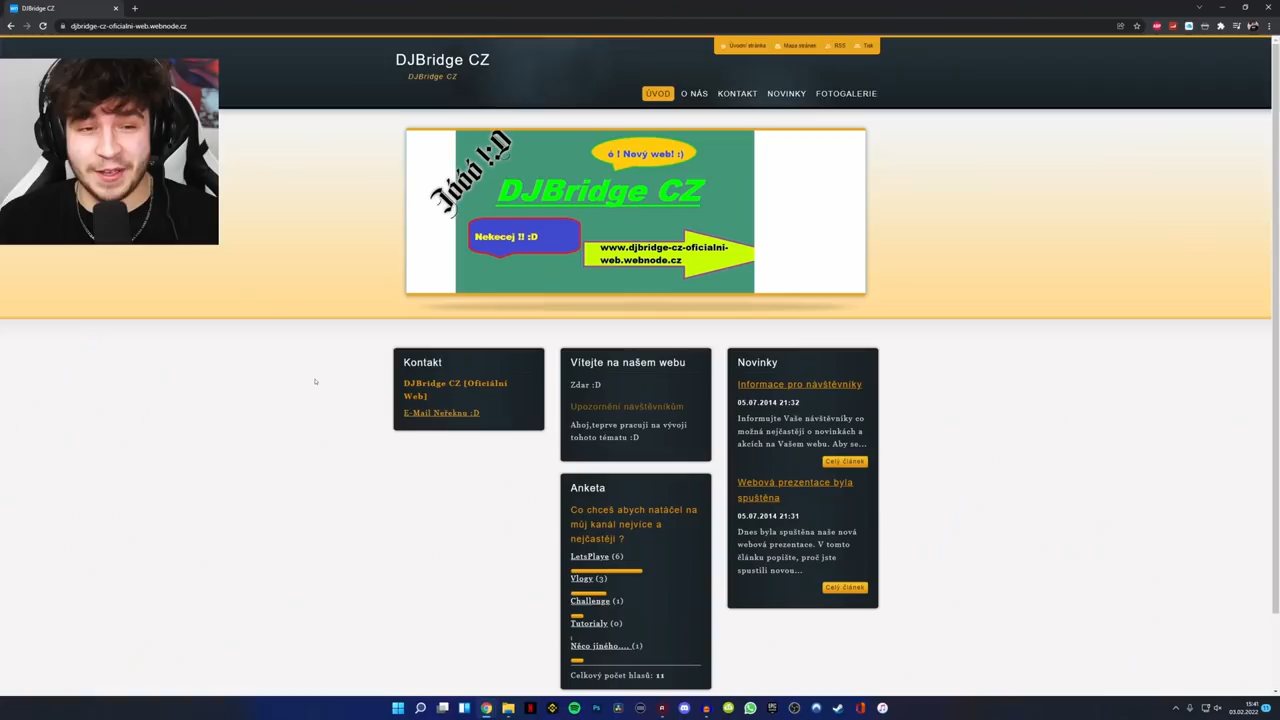 DJBridge CZ
djbridge-cz-oficialni-web.webnode.cz
Úvodní stránka
Mapa stránek
RSS
Tisk
DJBridge CZ
DJBridge CZ
ÚVOD
O NÁS
KONTAKT
NOVINKY
FOTOGALERIE
Jóóó !:D
ó ! Nový web! :)
DJBridge CZ
Nekecej !! :D
www.djbridge-cz-oficialni-
web.webnode.cz
Kontakt
DJBridge CZ [Oficiální
Web]
E-Mail Neřeknu :D
Vítejte na našem webu
Zdar :D
Upozornění návštěvníkům
Ahoj,teprve pracuji na vývoji
tohoto tématu :D
Anketa
Co chceš abych natáčel na
můj kanál nejvíce a
nejčastěji ?
LetsPlaye (6)
Vlogy (3)
Challenge (1)
Tutorialy (0)
Něco jiného.... (1)
Celkový počet hlasů: 11
Novinky
Informace pro návštěvníky
05.07.2014 21:32
Informujte Vaše návštěvníky co
možná nejčastěji o novinkách a
akcích na Vašem webu. Aby se...
Celý článek
Webová prezentace byla
spuštěna
05.07.2014 21:31
Dnes byla spuštěna naše nová
webová prezentace. V tomto
článku popište, proč jste
spustili novou...
Celý článek
15:41
03.02.2022